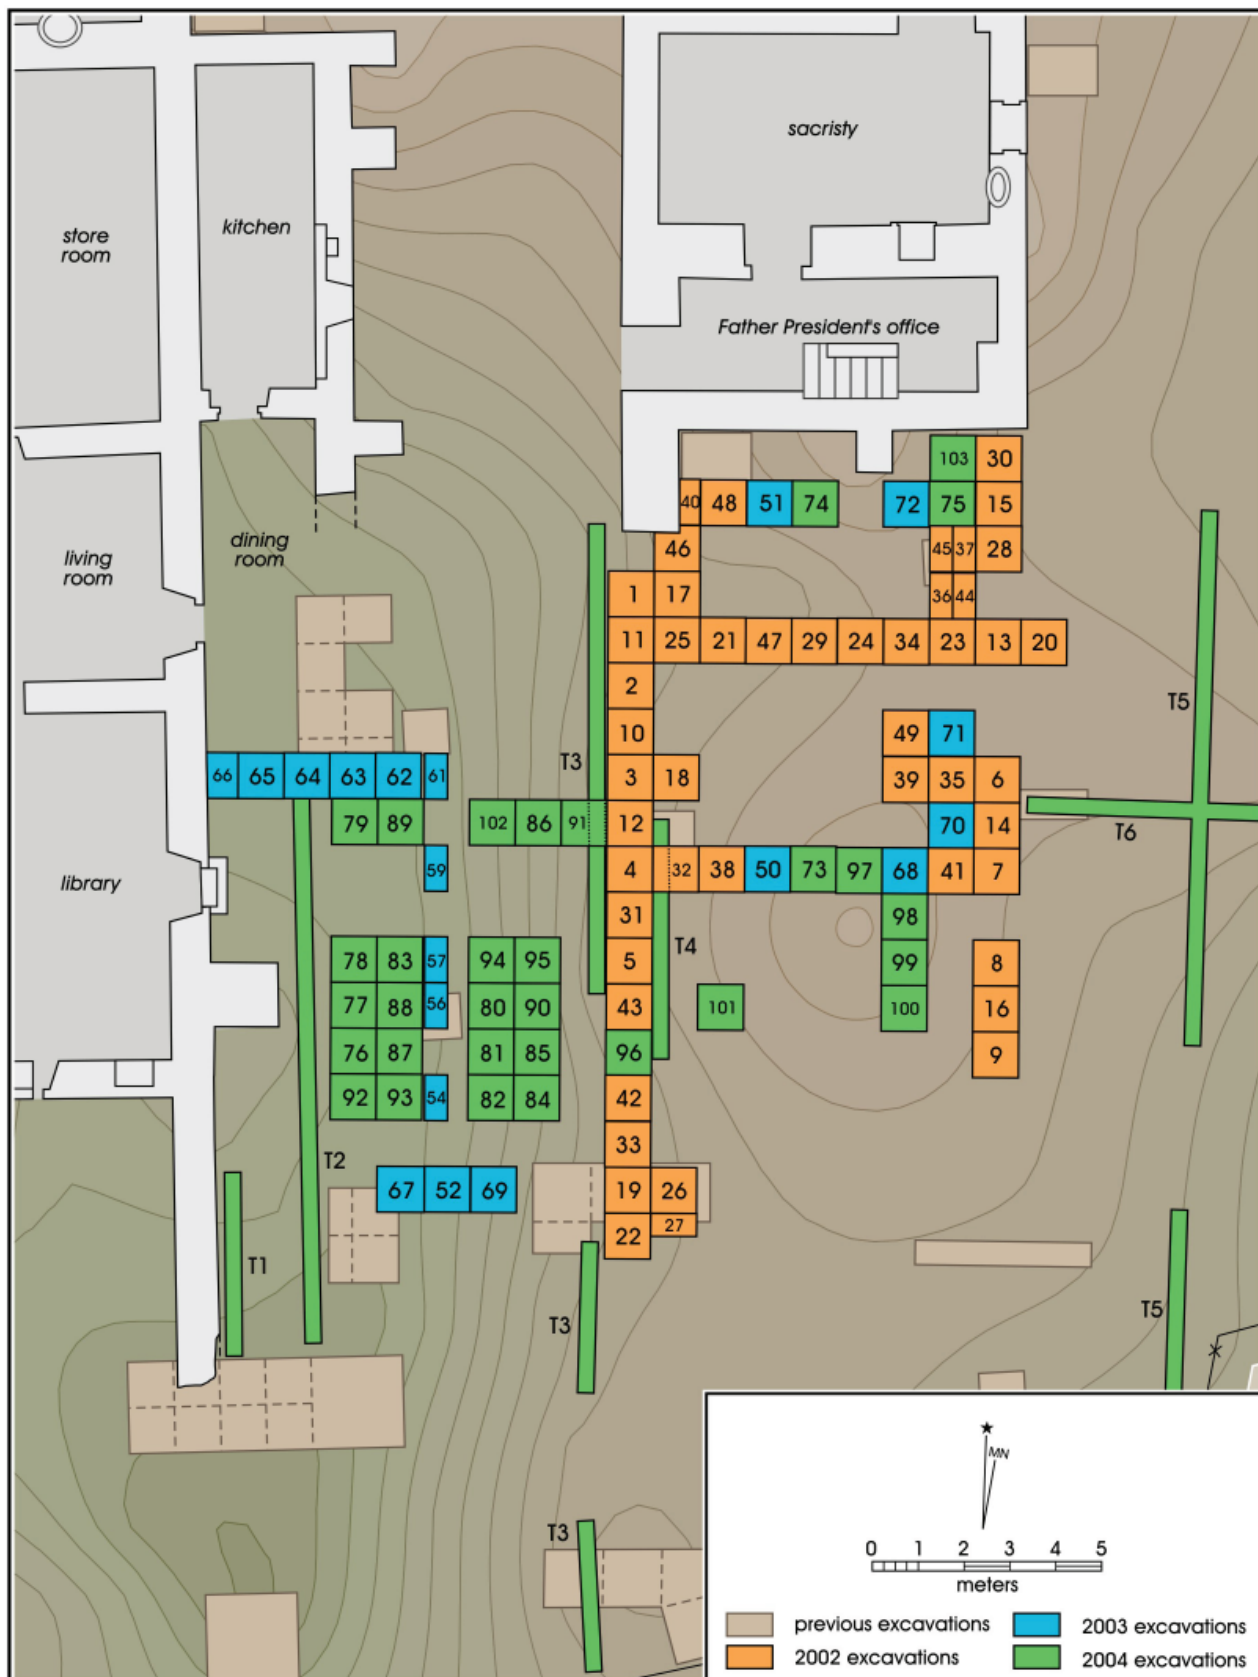 sacristy
store
room
kitchen
Father President's office
103 30
40 48 51 74 72 75 15
dining
room
living
room
46 45 37 28
1 17 36 44
11 25 21 47 29 24 34 23 13 20
2
T5
10 49 71
T3
66 65 64 63 62 61 3 18 39 35 6
79 89 102 86 91 12 70 14
T6
library
59 4 32 38 50 73 97 68 41 7
31 98
T4
78 83 57 94 95 5 99 8
77 88 56 80 90 43 101 100 16
76 87 81 85 96 9
92 93 54 82 84 42
33
T2
67 52 69 19 26
27
22
T1
T3
T5
T3
MN
0 1 2 3 4 5
meters
previous excavations
2003 excavations
2002 excavations
2004 excavations